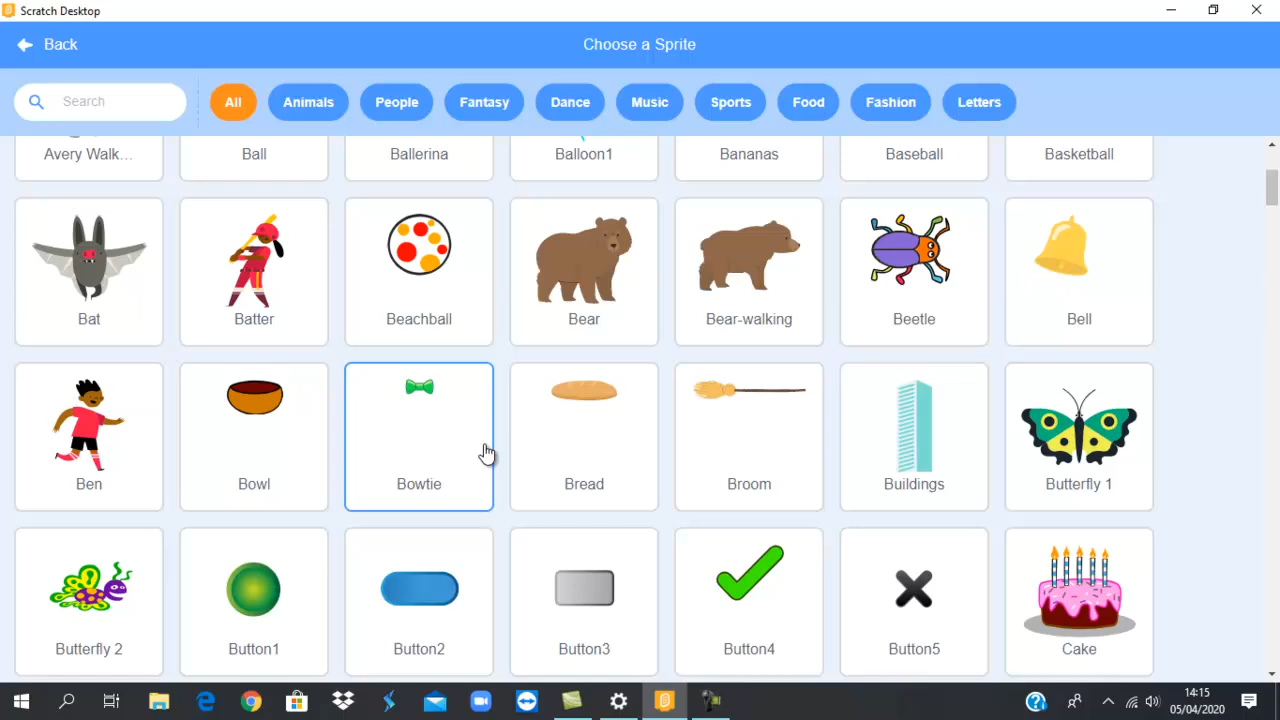 Scratch Desktop
Back
Choose a Sprite
Search
All
Animals
People
Fantasy
Dance
Music
Sports
Food
Fashion
Letters
Avery Walk...
Ball
Ballerina
Balloon1
Bananas
Baseball
Basketball
Bat
Batter
Beachball
Bear
Bear-walking
Beetle
Bell
Ben
Bowl
Bowtie
Bread
Broom
Buildings
Butterfly 1
Butterfly 2
Button1
Button2
Button3
Button4
Button5
Cake
14:15
05/04/2020